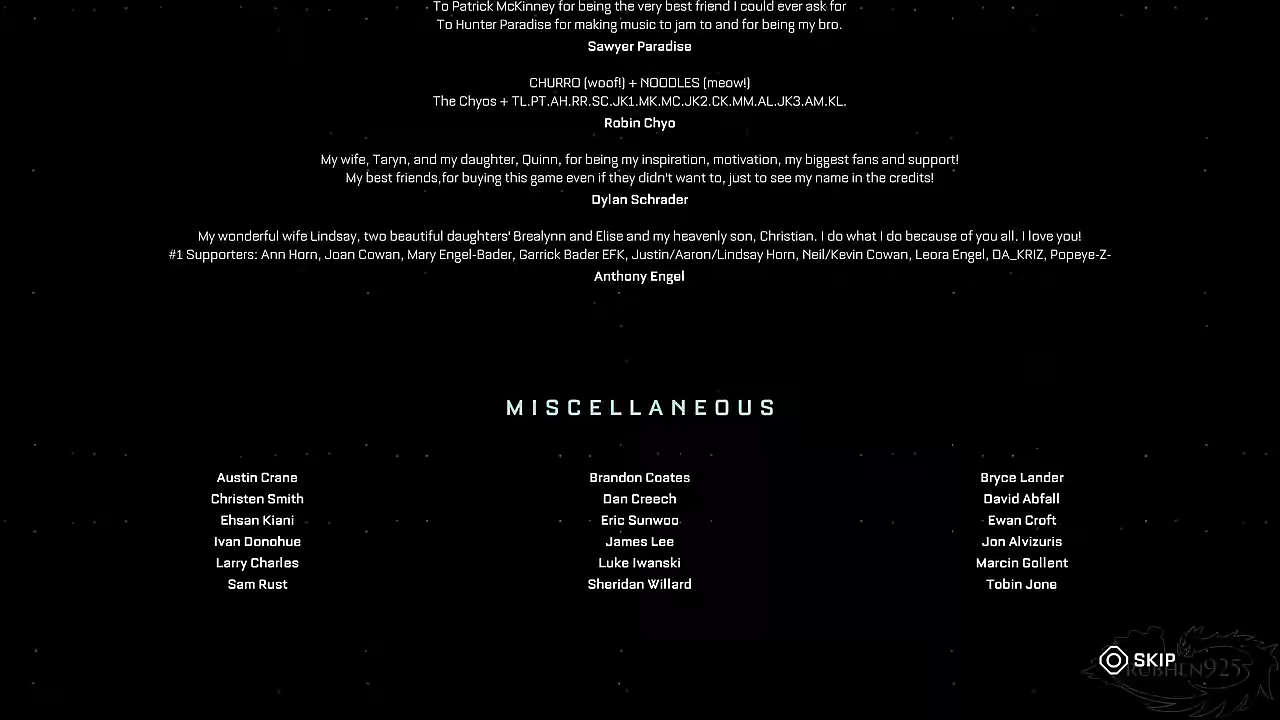 To Patrick McKinney for being the very best friend I could ever ask for
To Hunter Paradise for making music to jam to and for being my bro.
Sawyer Paradise
CHURRO (woof!) + NOODLES (meow!)
The Chyos + TL.PT.AH.RR.SC.JK1.MK.MC.JK2.CK.MM.AL.JK3.AM.KL.
Robin Chyo
My wife, Taryn, and my daughter, Quinn, for being my inspiration, motivation, my biggest fans and support!
My best friends,for buying this game even if they didn't want to, just to see my name in the credits!
Dylan Schrader
My wonderful wife Lindsay, two beautiful daughters' Brealynn and Elise and my heavenly son, Christian. I do what I do because of you all. I love you!
#1 Supporters: Ann Horn, Joan Cowan, Mary Engel-Bader, Garrick Bader EFK, Justin/Aaron/Lindsay Horn, Neil/Kevin Cowan, Leora Engel, DA_KRIZ, Popeye-Z-
Anthony Engel
MISCELLANEOUS
Austin Crane Brandon Coates Bryce Lander
Christen Smith Dan Creech David Abfall
Ehsan Kiani Eric Sunwoo Ewan Croft
Ivan Donohue James Lee Jon Alvizuris
Larry Charles Luke Iwanski Marcin Gollent
Sam Rust Sheridan Willard Tobin Jone
SKIP
RUBHEN925